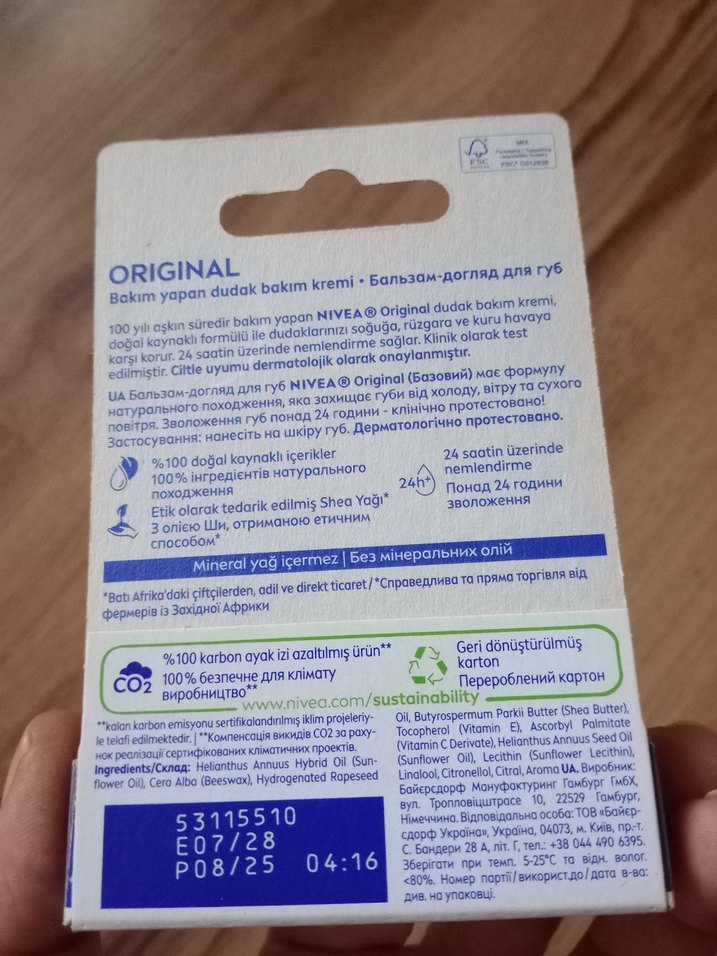 FSC
MIX
FSC® C012938
ORIGINAL
Bakım yapan dudak bakım kremi • Бальзам-догляд для губ
100 yılı aşkın süredir bakım yapan NIVEA® Original dudak bakım kremi,
doğal kaynaklı formülü ile dudaklarınızı soğuğa, rüzgara ve kuru havaya
karşı korur. 24 saatin üzerinde nemlendirme sağlar. Klinik olarak test
edilmiştir. Ciltle uyumu dermatolojik olarak onaylanmıştır.
UA Бальзам-догляд для губ NIVEA® Original (Базовий) має формулу
натурального походження, яка захищає губи від холоду, вітру та сухого
повітря. Зволоження губ понад 24 години - клінічно протестовано!
Застосування: нанесіть на шкіру губ. Дерматологічно протестовано.
%100 doğal kaynaklı içerikler
100% інгредієнтів натурального
походження
Etik olarak tedarik edilmiş Shea Yağı*
З олією Ши, отриманою етичним
способом*
24h+
24 saatin üzerinde
nemlendirme
Понад 24 години
зволоження
Mineral yağ içermez | Без мінеральних олій
*Batı Afrika'daki çiftçilerden, adil ve direkt ticaret/*Справедлива та пряма торгівля від
фермерів із Західної Африки
CO2
%100 karbon ayak izi azaltılmış ürün**
100% безпечне для клімату
виробництво**
Geri dönüştürülmüş
karton
Перероблений картон
www.nivea.com/sustainability
**kalan karbon emisyonu sertifikalandırılmış iklim projeleriy-
le telafi edilmektedir. | **Компенсація викидів CO2 за раху-
нок реалізації сертифікованих кліматичних проектів.
Ingredients/Склад: Helianthus Annuus Hybrid Oil (Sun-
flower Oil), Cera Alba (Beeswax), Hydrogenated Rapeseed
Oil, Butyrospermum Parkii Butter (Shea Butter),
Tocopherol (Vitamin E), Ascorbyl Palmitate
(Vitamin C Derivate), Helianthus Annuus Seed Oil
(Sunflower Oil), Lecithin (Sunflower Lecithin),
Linalool, Citronellol, Citral, Aroma UA. Виробник:
Байєрсдорф Мануфактуринг Гамбург ГмбХ,
вул. Тропловіцштрасе 10, 22529 Гамбург,
Німеччина. Відповідальна особа: ТОВ «Байєр-
сдорф Україна», Україна, 04073, м. Київ, пр-т.
С. Бандери 28 А, літ. Г, тел.: +38 044 490 6395.
Зберігати при темп. 5-25°C та відн. волог.
<80%. Номер партії/використ.до/дата в-ва:
див. на упаковці.
53115510
E07/28
P08/25 04:16